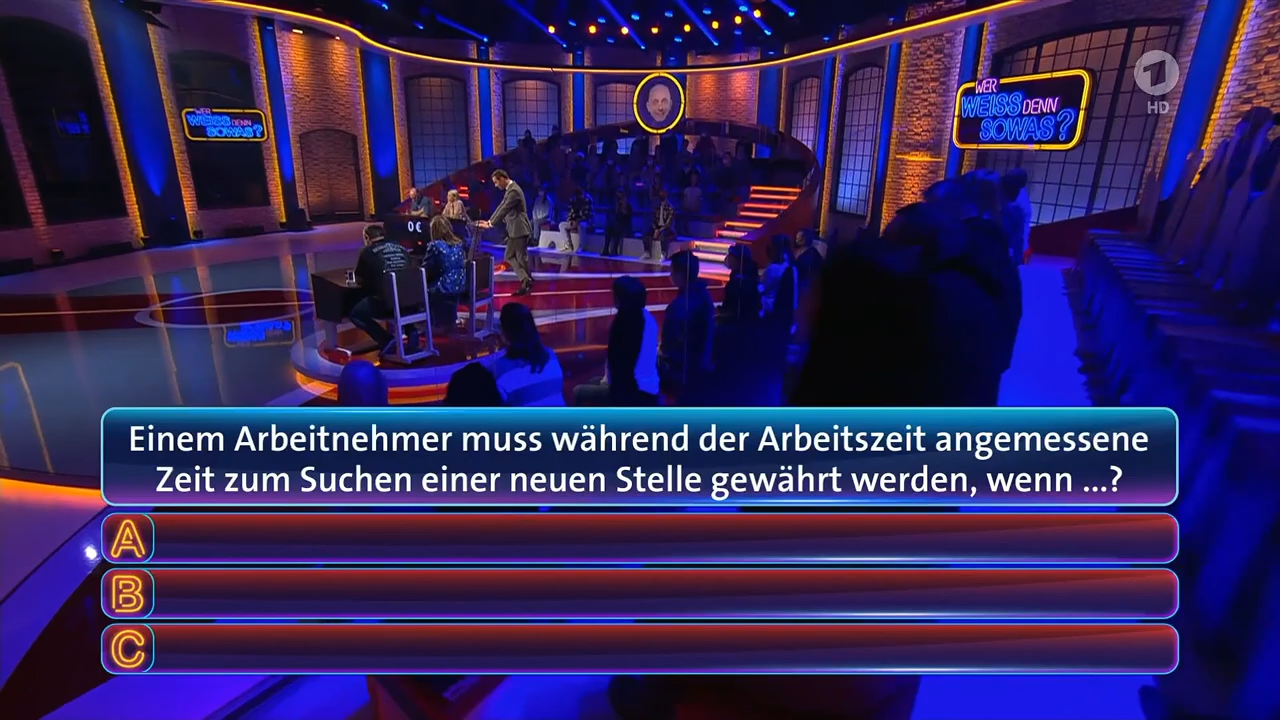 WER
WEISS DENN
SOWAS?
0 €
WER
WEISS DENN
SOWAS?
1
HD
Einem Arbeitnehmer muss während der Arbeitszeit angemessene
Zeit zum Suchen einer neuen Stelle gewährt werden, wenn ...?
A
B
C